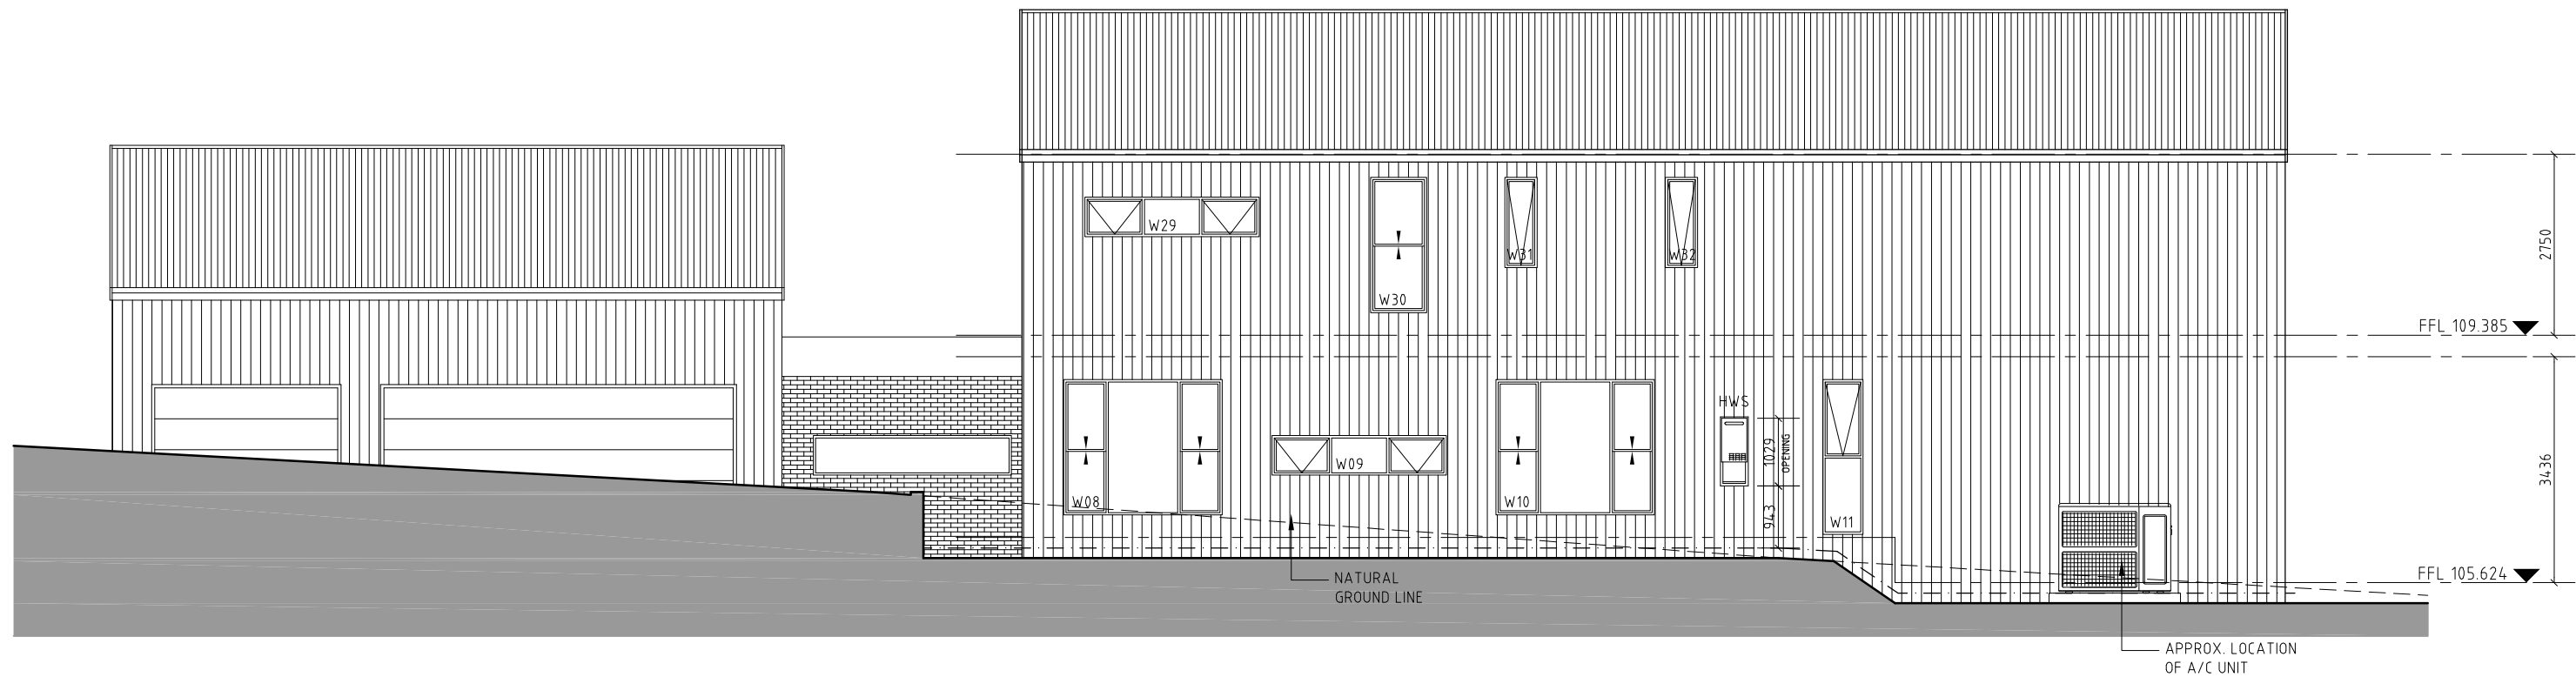 W29
W31
W32
2750
W30
FFL 109.385
HWS
1029
OPENING
3436
W09
W08
W10
943
W11
FFL 105.624
NATURAL
GROUND LINE
APPROX. LOCATION
OF A/C UNIT